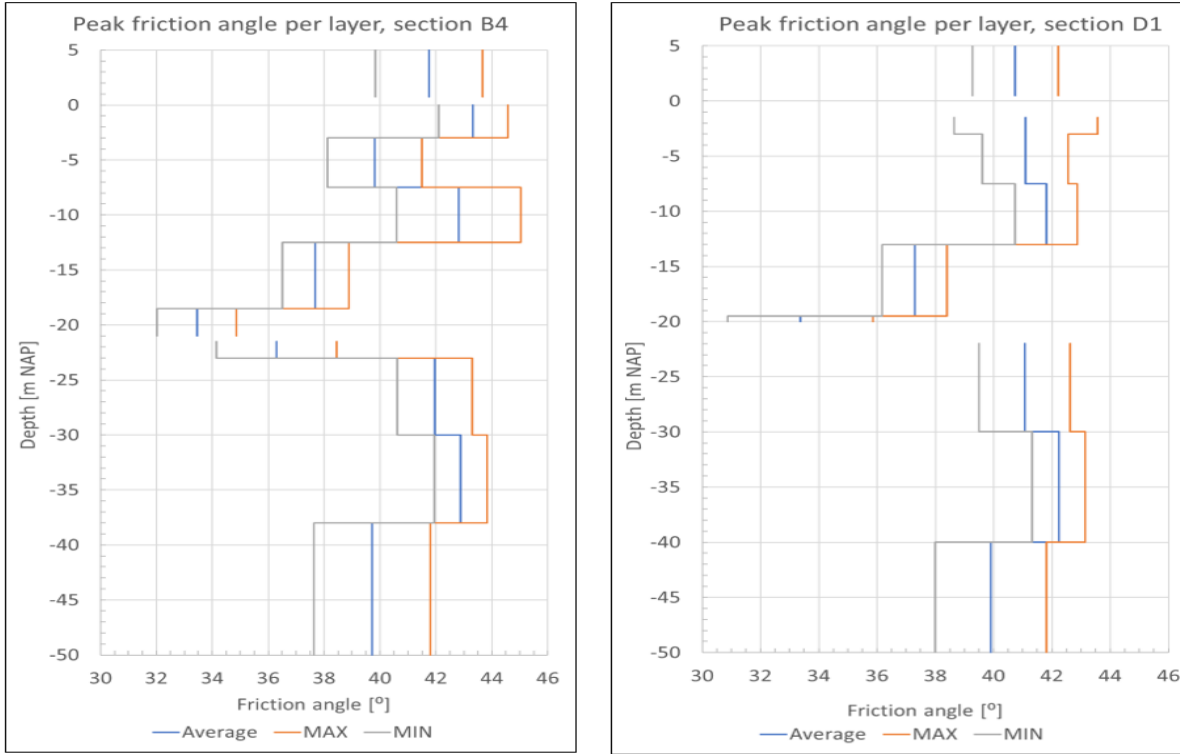 Peak friction angle per layer, section B4
5
0
-5
-10
-15
-20
-25
-30
-35
-40
-45
-50
Depth [m NAP]
30 32 34 36 38 40 42 44 46
Friction angle [º]
Average MAX MIN
Peak friction angle per layer, section D1
5
0
-5
-10
-15
-20
-25
-30
-35
-40
-45
-50
Depth [m NAP]
30 32 34 36 38 40 42 44 46
Friction angle [º]
Average MAX MIN